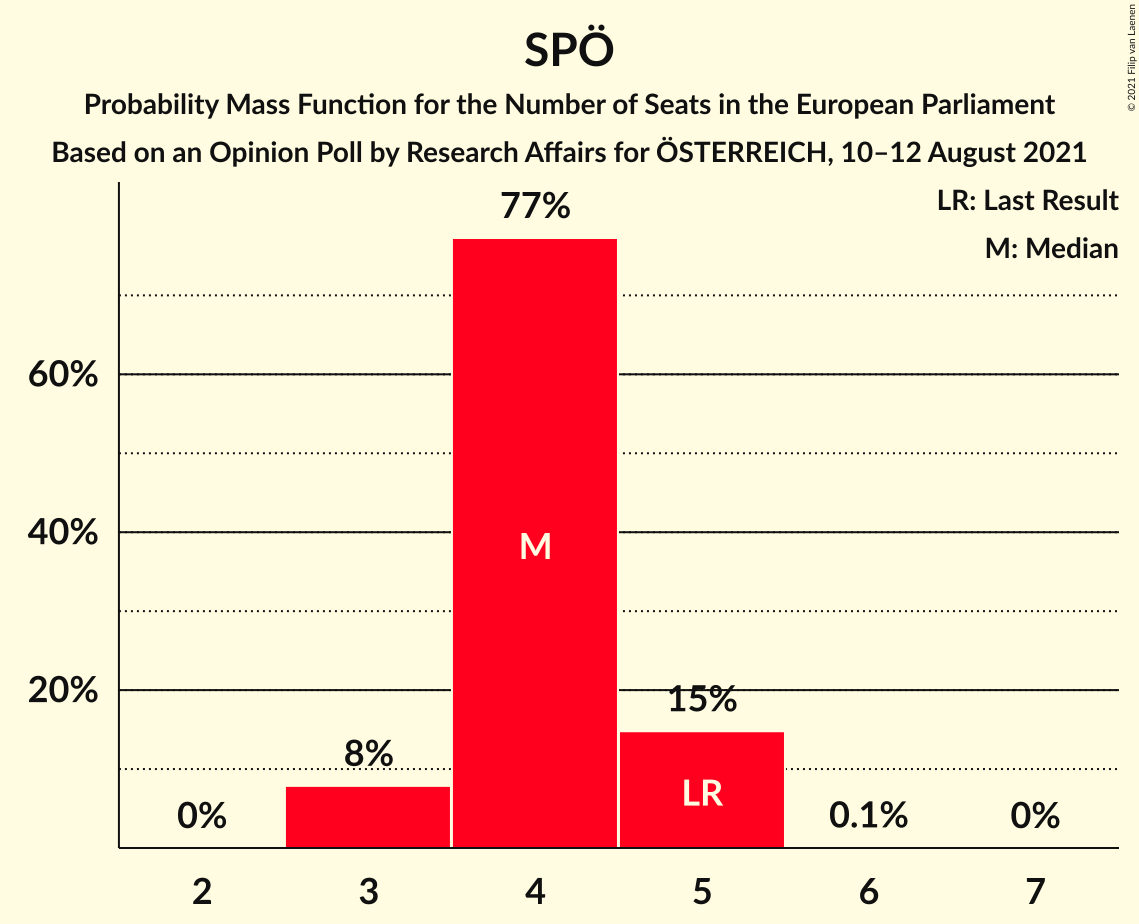 SPÖ
Probability Mass Function for the Number of Seats in the European Parliament
Based on an Opinion Poll by Research Affairs for ÖSTERREICH, 10–12 August 2021
© 2021 Filip van Laenen
LR: Last Result
M: Median
77%
60%
40%
M
20%
15%
8%
LR
0%
0.1%
0%
2 3 4 5 6 7